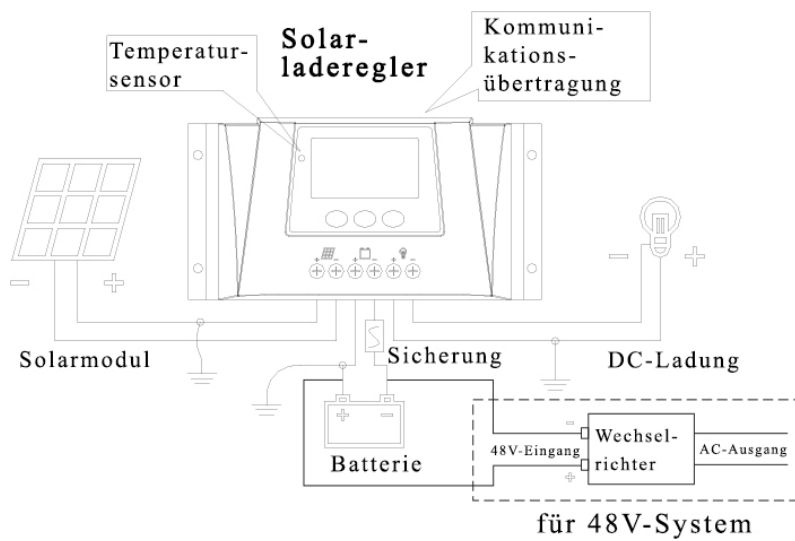 Temperatur-
sensor
Solar-
laderegler
Kommuni-
kations-
übertragung
- +
+ - + - + -
- +
Solarmodul
Sicherung
DC-Ladung
+ -
Batterie
-
48V-Eingang
+
Wechsel-
richter
AC-Ausgang
für 48V-System